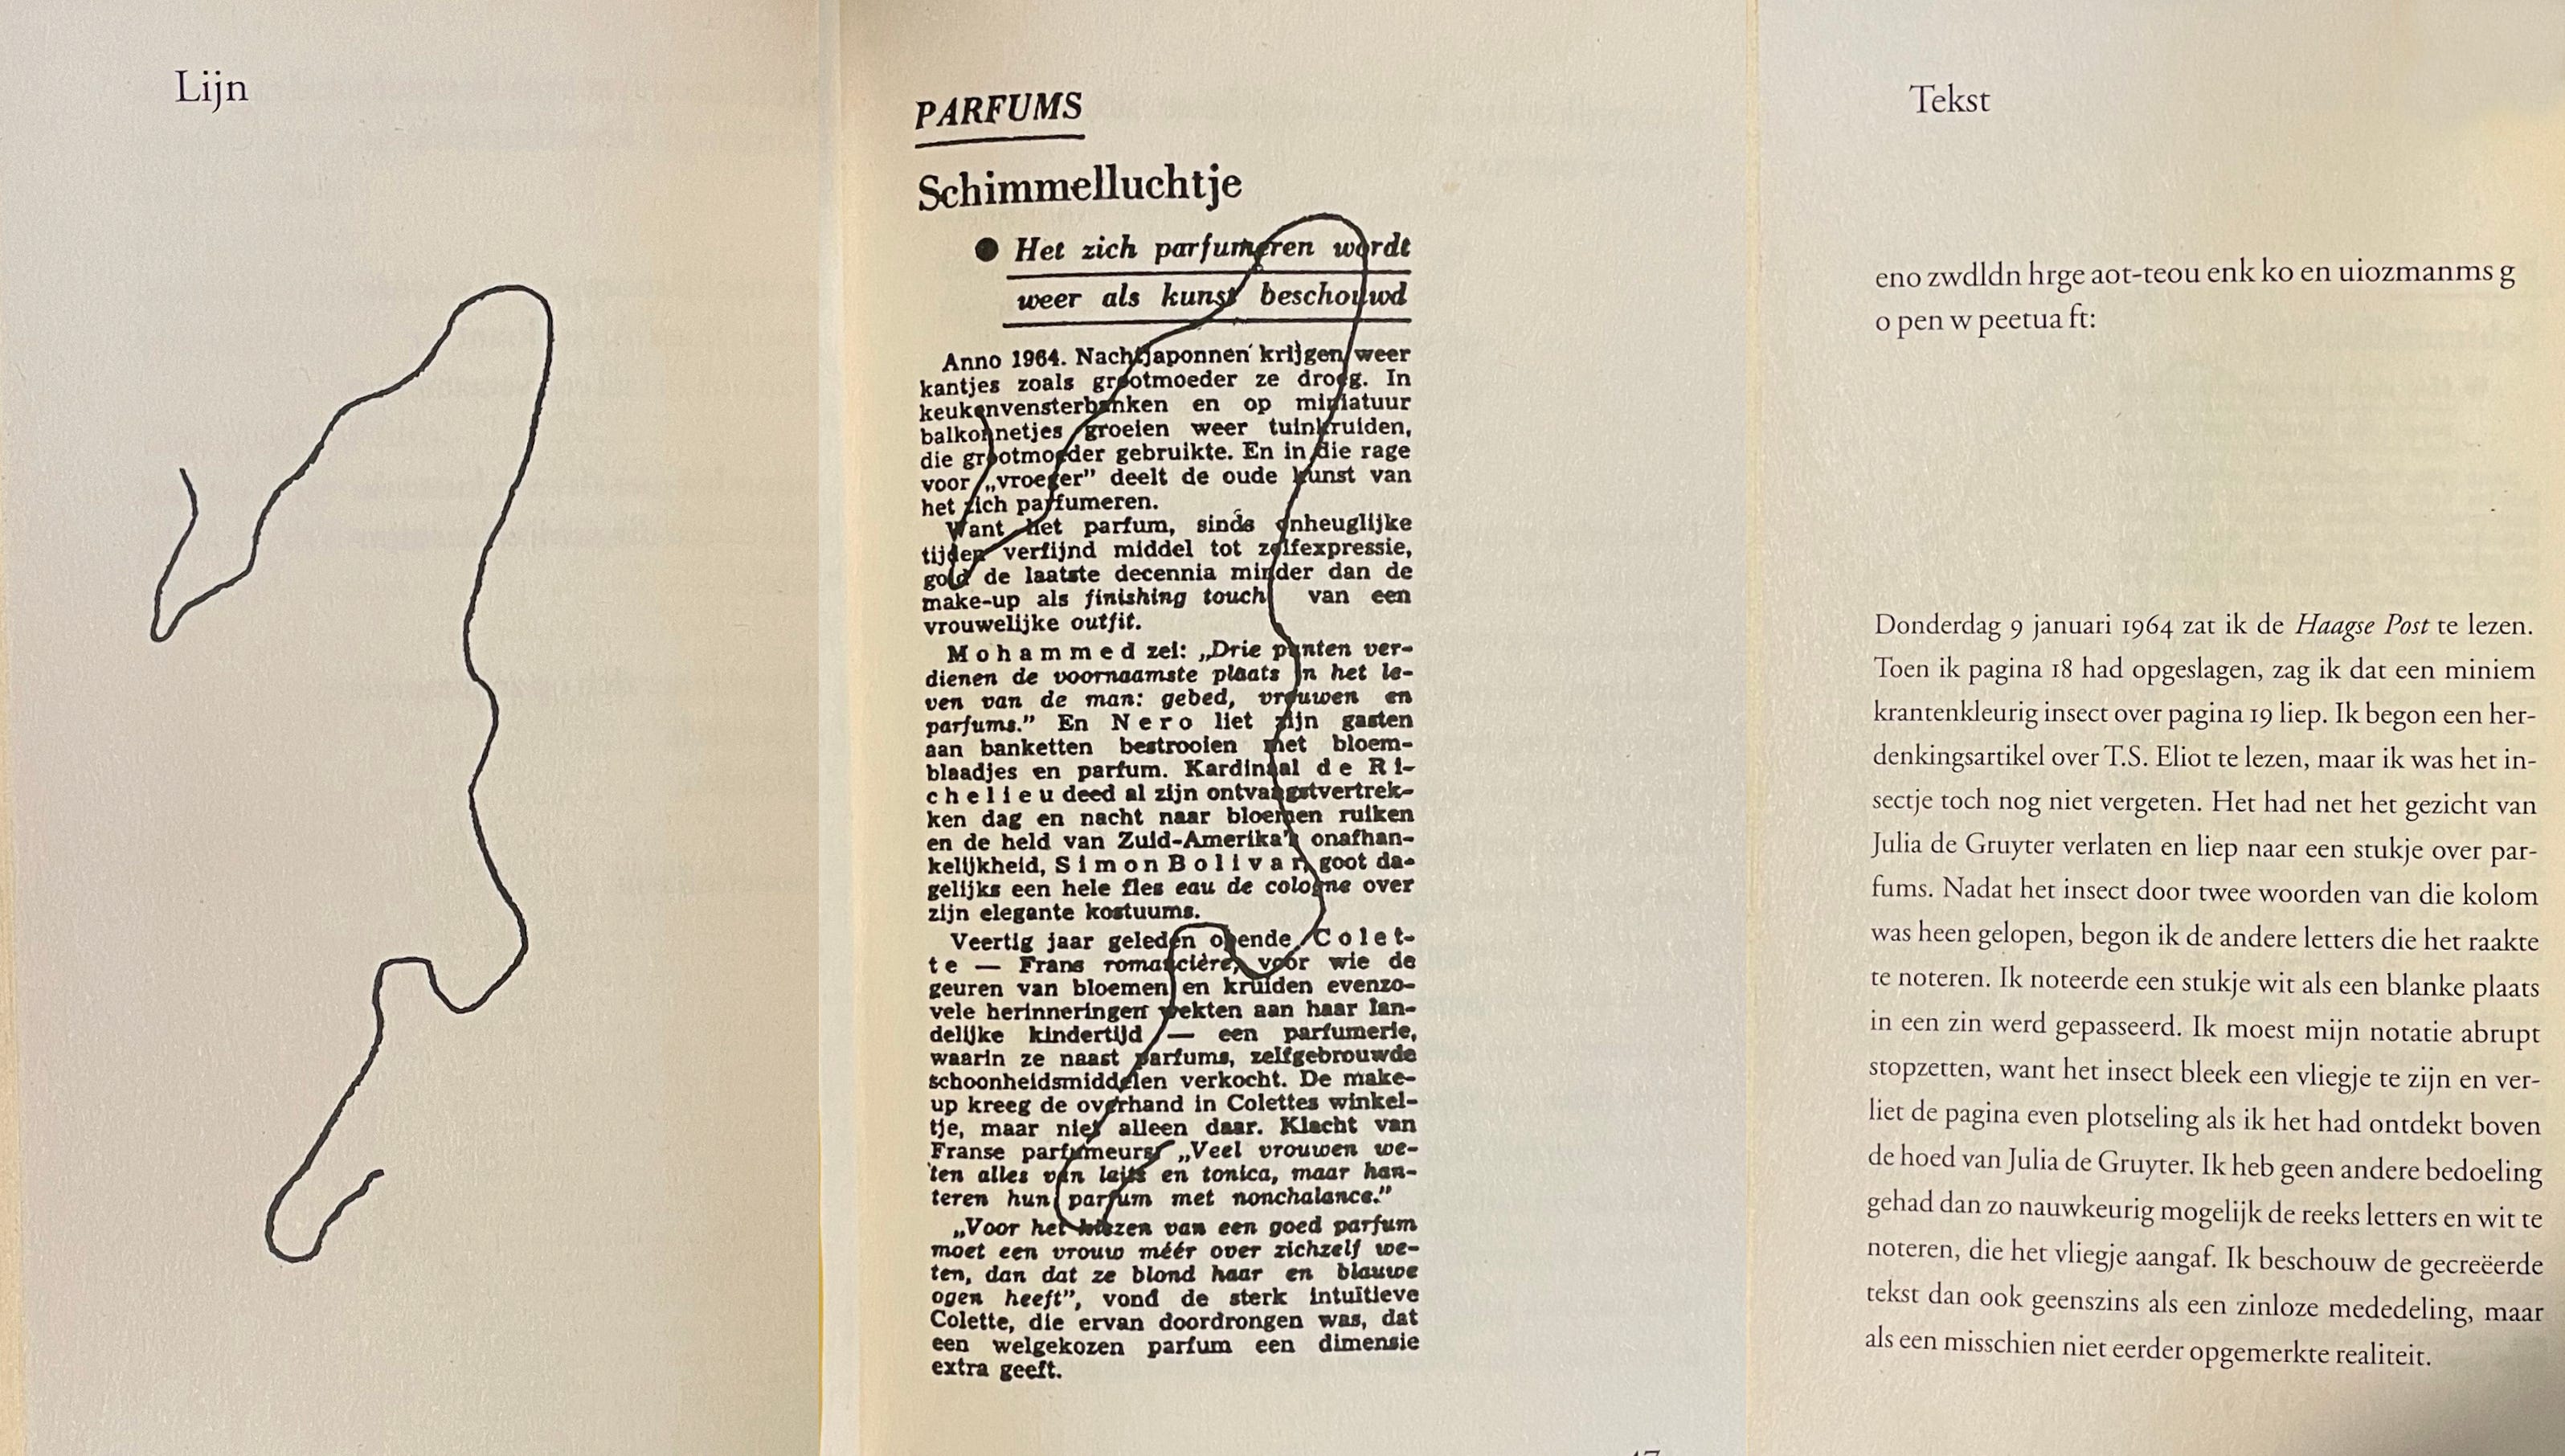 Lijn
PARFUMS
Schimmelluchtje
● Het zich parfumeren wordt
weer als kunst beschouwd
Anno 1964. Nachtjaponnen krijgen weer
kantjes zoals grootmoeder ze droeg. In
keukenvensterbanken en op miniatuur
balkonnetjes groeien weer tuinkruiden,
die grootmoeder gebruikte. En in die rage
voor „vroeger” deelt de oude kunst van
het zich parfumeren.
Want het parfum, sinds onheuglijke
tijden verfijnd middel tot zelfexpressie,
gold de laatste decennia minder dan de
make-up als finishing touch van een
vrouwelijke outfit.
Mohammed zei: „Drie punten ver-
dienen de voornaamste plaats in het le-
ven van de man: gebed, vrouwen en
parfums.” En Nero liet zijn gasten
aan banketten bestrooien met bloem-
blaadjes en parfum. Kardinaal de Ri-
chelieu deed al zijn ontvangstvertrek-
ken dag en nacht naar bloemen ruiken
en de held van Zuid-Amerika's onafhan-
kelijkheid, Simon Bolivar, goot da-
gelijks een hele fles eau de cologne over
zijn elegante kostuums.
Veertig jaar geleden opende Colet-
te — Frans romancière, voor wie de
geuren van bloemen en kruiden evenzo-
vele herinneringen wekten aan haar lan-
delijke kindertijd — een parfumerie,
waarin ze naast parfums, zelfgebrouwde
schoonheidsmiddelen verkocht. De make-
up kreeg de overhand in Colettes winkel-
tje, maar niet alleen daar. Klacht van
Franse parfumeurs: „Veel vrouwen we-
ten alles van laits en tonica, maar han-
teren hun parfum met nonchalance.”
„Voor het kiezen van een goed parfum
moet een vrouw méér over zichzelf we-
ten, dan dat ze blond haar en blauwe
ogen heeft”, vond de sterk intuïtieve
Colette, die ervan doordrongen was, dat
een welgekozen parfum een dimensie
extra geeft.
Tekst
eno zwdldn hrge aot-teou enk ko en uiozmanms g
o pen w peetua ft:
Donderdag 9 januari 1964 zat ik de Haagse Post te lezen.
Toen ik pagina 18 had opgeslagen, zag ik dat een miniem
krantenkleurig insect over pagina 19 liep. Ik begon een her-
denkingsartikel over T.S. Eliot te lezen, maar ik was het in-
sectje toch nog niet vergeten. Het had net het gezicht van
Julia de Gruyter verlaten en liep naar een stukje over par-
fums. Nadat het insect door twee woorden van die kolom
was heen gelopen, begon ik de andere letters die het raakte
te noteren. Ik noteerde een stukje wit als een blanke plaats
in een zin werd gepasseerd. Ik moest mijn notatie abrupt
stopzetten, want het insect bleek een vliegje te zijn en ver-
liet de pagina even plotseling als ik het had ontdekt boven
de hoed van Julia de Gruyter. Ik heb geen andere bedoeling
gehad dan zo nauwkeurig mogelijk de reeks letters en wit te
noteren, die het vliegje aangaf. Ik beschouw de gecreëerde
tekst dan ook geenszins als een zinloze mededeling, maar
als een misschien niet eerder opgemerkte realiteit.